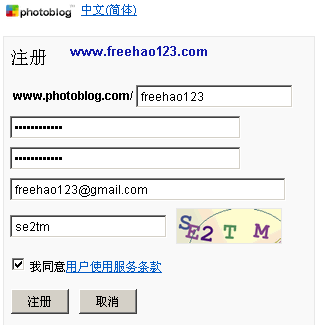 photoblog 中文(简体)
注册 www.freehao123.com
www.photoblog.com/ freehao123
•••••••••••
•••••••••••
freehao123@gmail.com
se2tm SE2TM
我同意用户使用服务条款
注册 取消